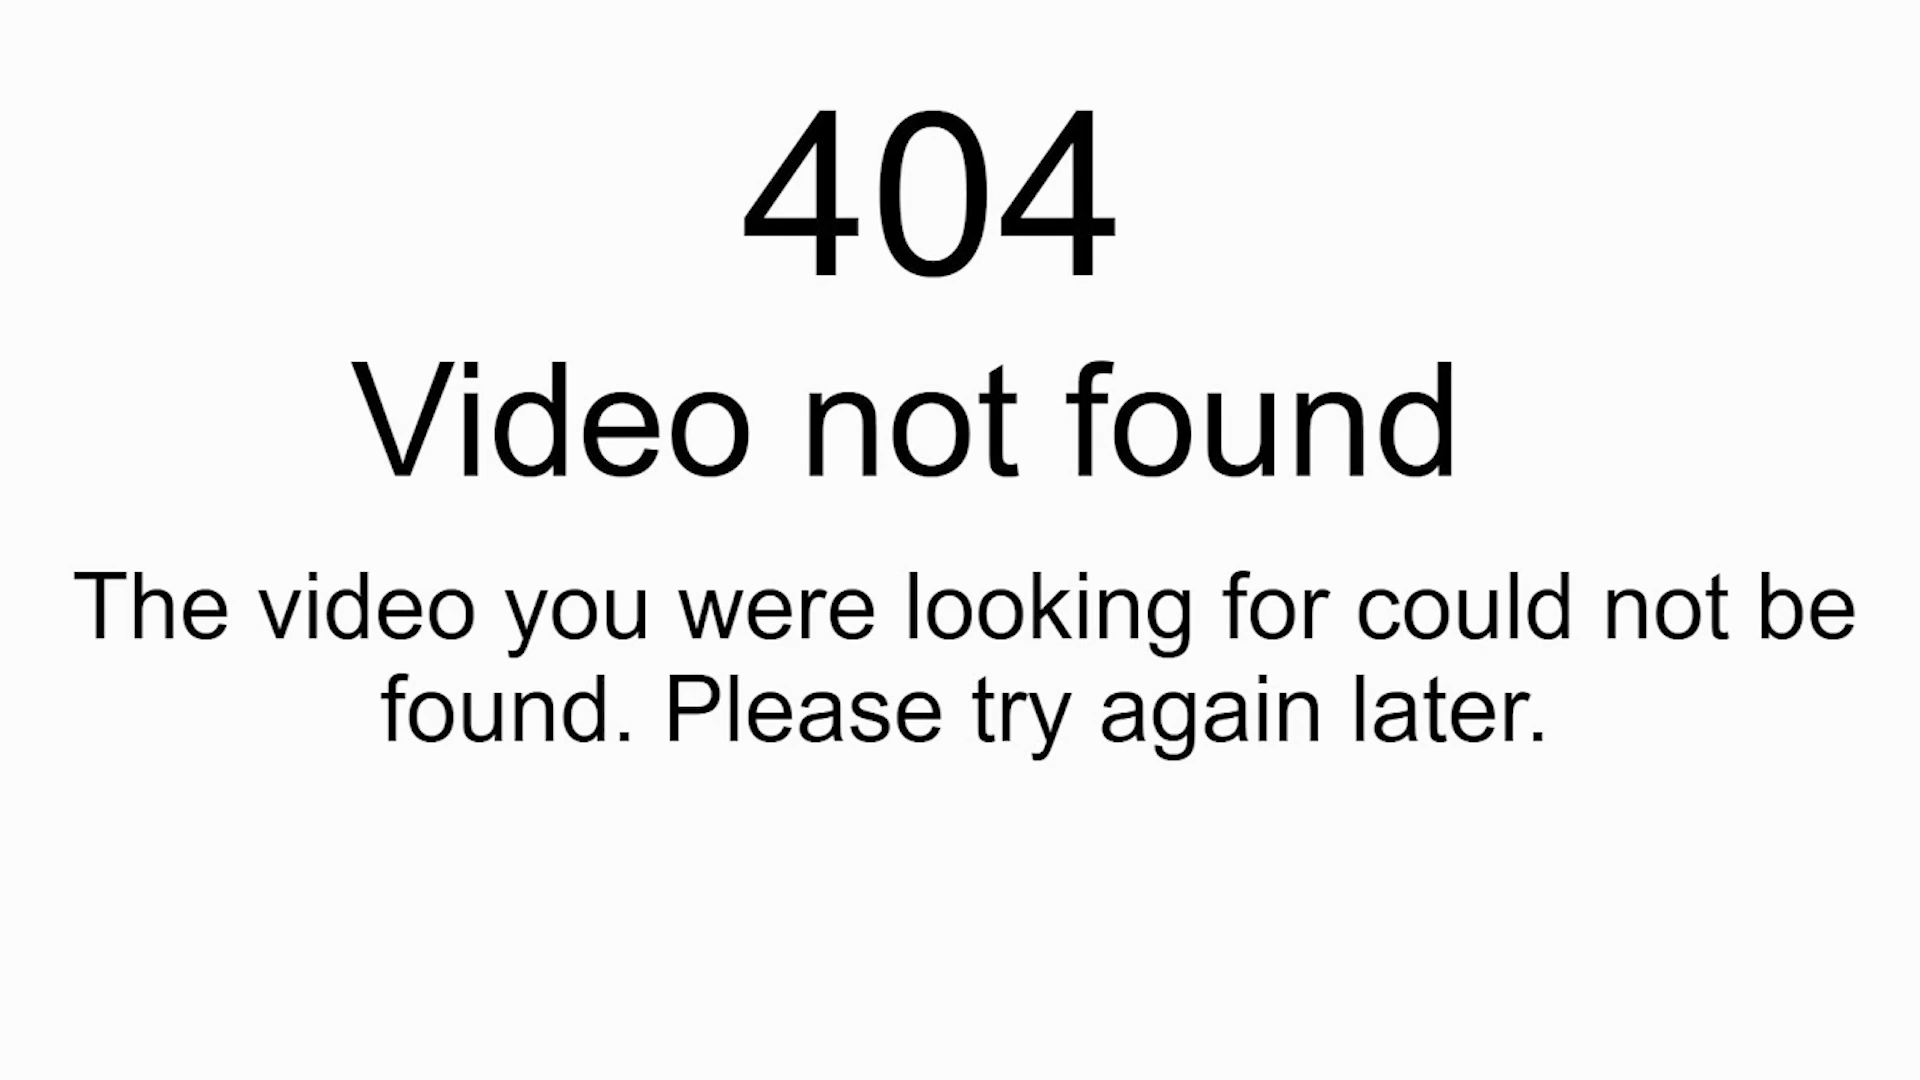 404
Video not found
The video you were looking for could not be
found. Please try again later.